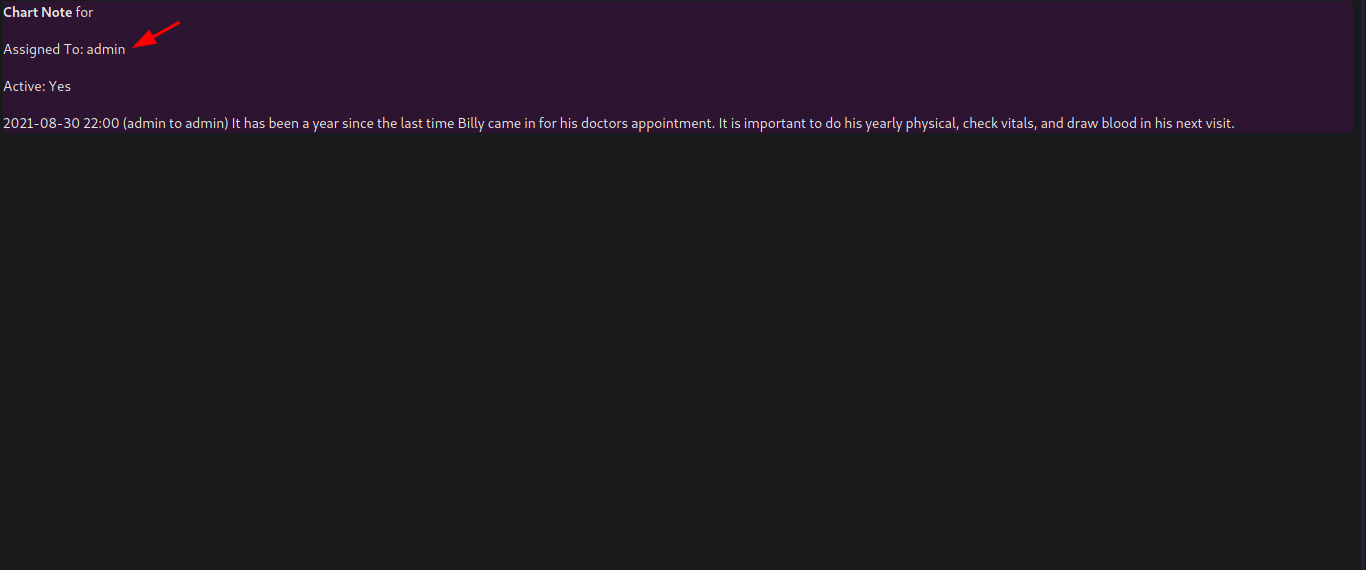 Chart Note for
Assigned To: admin
Active: Yes
2021-08-30 22:00 (admin to admin) It has been a year since the last time Billy came in for his doctors appointment. It is important to do his yearly physical, check vitals, and draw blood in his next visit.